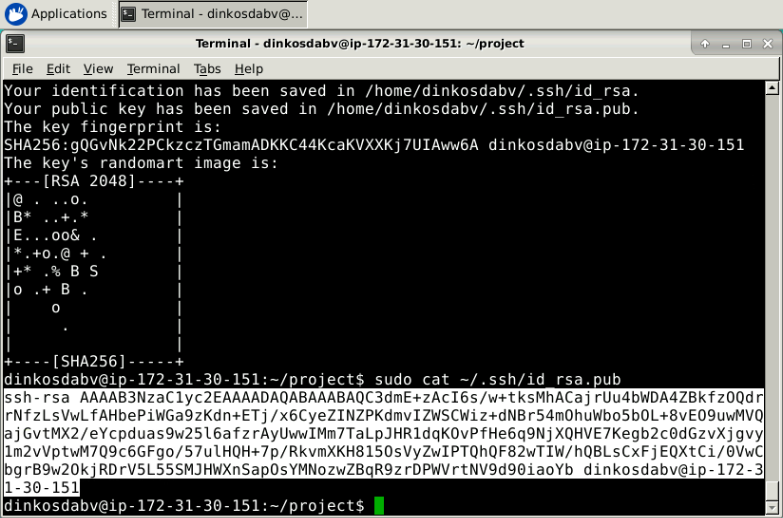 Applications Terminal - dinkosdabv@...
Terminal - dinkosdabv@ip-172-31-30-151: ~/project
File Edit View Terminal Tabs Help
Your identification has been saved in /home/dinkosdabv/.ssh/id_rsa.
Your public key has been saved in /home/dinkosdabv/.ssh/id_rsa.pub.
The key fingerprint is:
SHA256:gQGvNk22PCkzczTGmamADKKC44KcaKVXXKj7UIAww6A dinkosdabv@ip-172-31-30-151
The key's randomart image is:
+---[RSA 2048]----+
|@ . ..o.         |
|B* ..+.*         |
|E...oo& .        |
|*.+o.@ + .       |
|+* .% B S        |
|o .+ B .         |
|    o            |
|     .           |
|                 |
+----[SHA256]-----+
dinkosdabv@ip-172-31-30-151:~/project$ sudo cat ~/.ssh/id_rsa.pub
ssh-rsa AAAAB3NzaC1yc2EAAAADAQABAAABAQC3dmE+zAcI6s/w+tksMhACajrUu4bWDA4ZBkfzOQdr
rNfzLsVwLfAHbePiWGa9zKdn+ETj/x6CyeZINZPKdmvIZWSCWiz+dNBr54mOhuWbo5bOL+8vEO9uwMVQ
ajGvtMX2/eYcpduas9w25l6afzrAyUwwIMm7TaLpJHR1dqKOvPfHe6q9NjXQHVE7Kegb2c0dGzvXjgvy
1m2vVptwM7Q9c6GFgo/57ulHQH+7p/RkvmXKH815OsVyZwIPTQhQF82wTIW/hQBLsCxFjEQXtCi/0VwC
bgrB9w2OkjRDrV5L55SMJHWXnSapOsYMNozwZBqR9zrDPWVrtNV9d90iaoYb dinkosdabv@ip-172-3
1-30-151
dinkosdabv@ip-172-31-30-151:~/project$